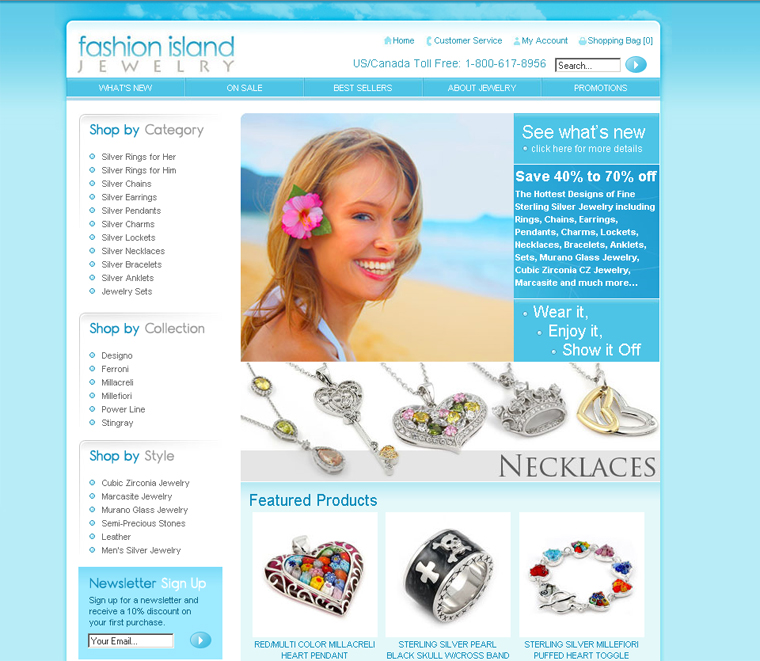 fashion island
JEWELRY
Home
Customer Service
My Account
Shopping Bag [0]
US/Canada Toll Free: 1-800-617-8956
Search...
WHAT'S NEW
ON SALE
BEST SELLERS
ABOUT JEWELRY
PROMOTIONS
Shop by Category
Silver Rings for Her
Silver Rings for Him
Silver Chains
Silver Earrings
Silver Pendants
Silver Charms
Silver Lockets
Silver Necklaces
Silver Bracelets
Silver Anklets
Jewelry Sets
Shop by Collection
Designo
Ferroni
Millacreli
Millefiori
Power Line
Stingray
Shop by Style
Cubic Zirconia Jewelry
Marcasite Jewelry
Murano Glass Jewelry
Semi-Precious Stones
Leather
Men's Silver Jewelry
Newsletter Sign Up
Sign up for a newsletter and
receive a 10% discount on
your first purchase.
Your Email...
See what's new
click here for more details
Save 40% to 70% off
The Hottest Designs of Fine
Sterling Silver Jewelry including
Rings, Chains, Earrings,
Pendants, Charms, Lockets,
Necklaces, Bracelets, Anklets,
Sets, Murano Glass Jewelry,
Cubic Zirconia CZ Jewelry,
Marcasite and much more...
Wear it,
Enjoy it,
Show it Off
NECKLACES
Featured Products
RED/MULTI COLOR MILLACRELI
HEART PENDANT
STERLING SILVER PEARL
BLACK SKULL W/CROSS BAND
STERLING SILVER MILLEFIORI
PUFFED HEART TOGGLE